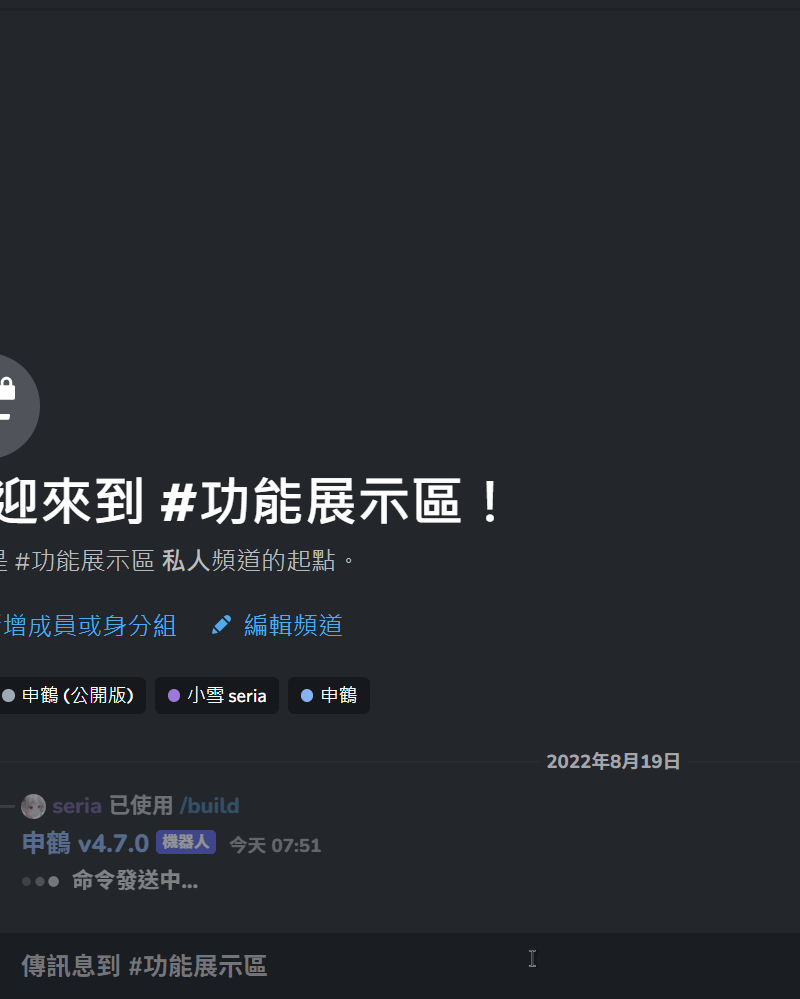 迎來到 #功能展示區！
是 #功能展示區 私人頻道的起點。
增成員或身分組 編輯頻道
申鶴 (公開版) 小雪 seria 申鶴
2022年8月19日
seria 已使用 /build
申鶴 v4.7.0 機器人 今天 07:51
命令發送中...
傳訊息到 #功能展示區